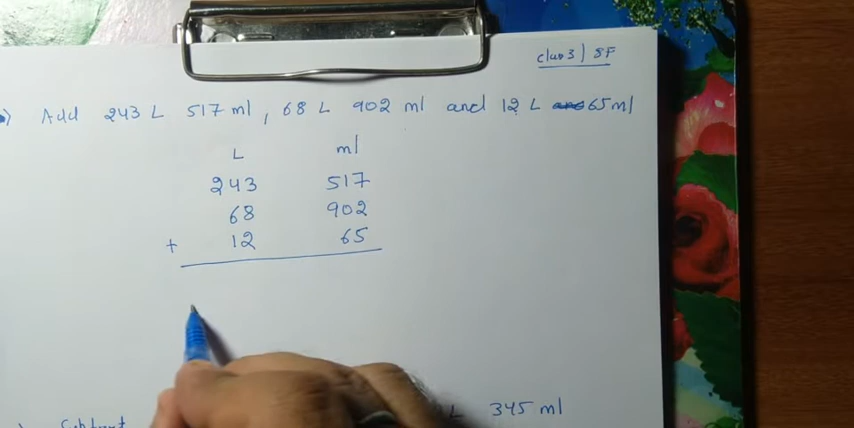 class 3 | SF
Add 243 L 517 ml, 68 L 902 ml and 12 L 65 ml
L ml
243 517
68 902
+ 12 65
L 345 ml